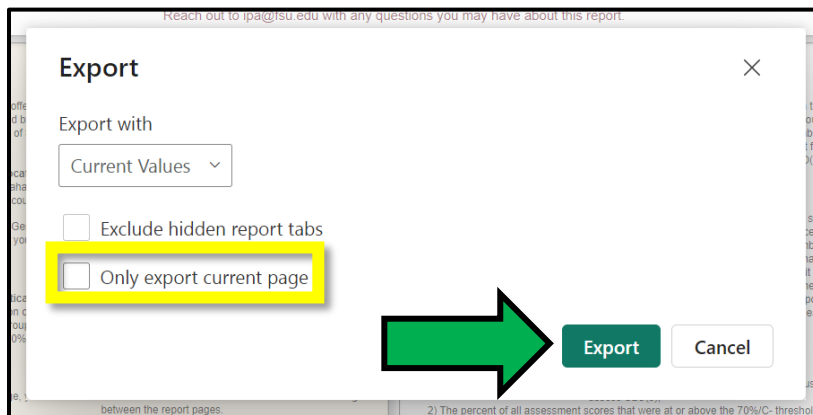 Reach out to ipa@fsu.edu with any questions you may have about this report.
Export
Export with
Current Values
Exclude hidden report tabs
Only export current page
Export Cancel
between the report pages.
2) The percent of all assessment scores that were at or above the 70%/C- threshol